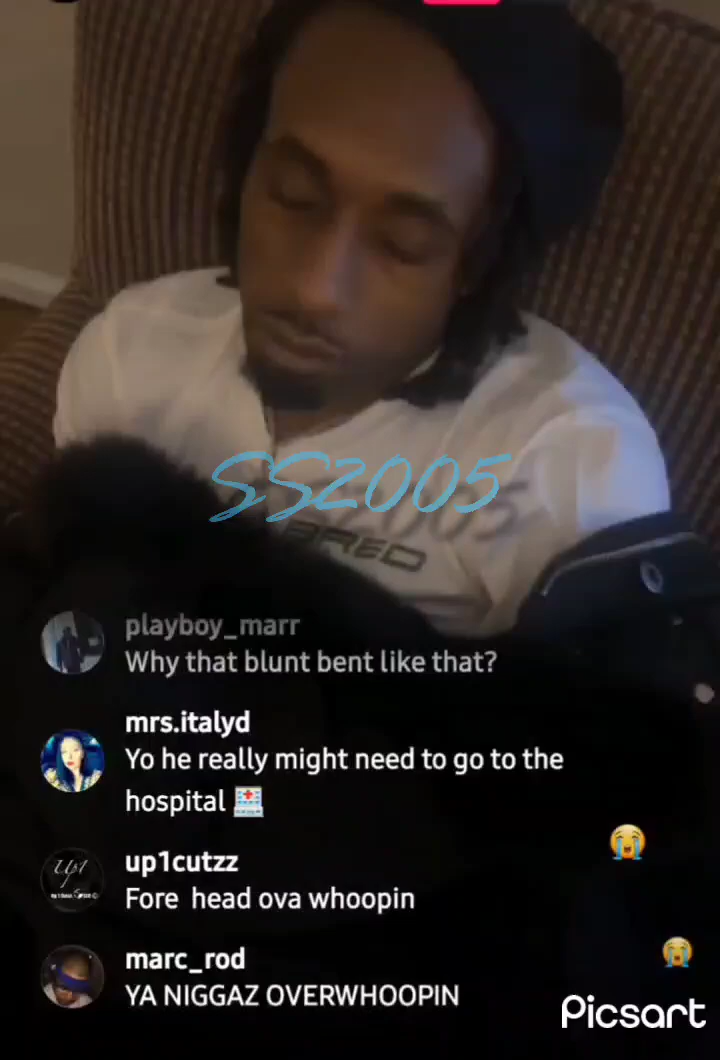 SS2005
playboy_marr
Why that blunt bent like that?
mrs.italyd
Yo he really might need to go to the
hospital 🏥
up1cutzz
Fore head ova whoopin
marc_rod
YA NIGGAZ OVERWHOOPIN
Picsart